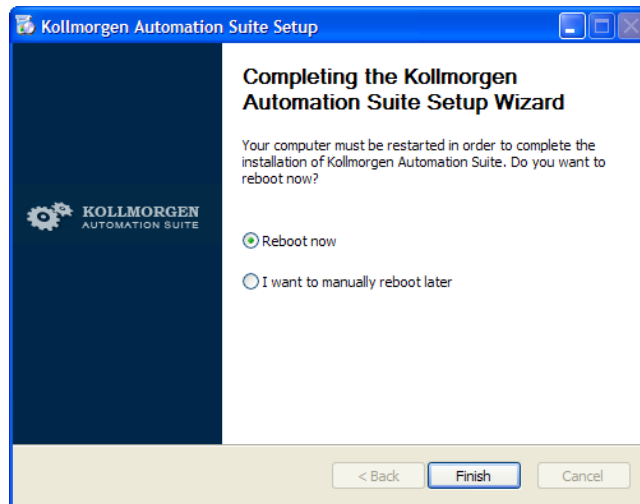 Kollmorgen Automation Suite Setup
Completing the Kollmorgen
Automation Suite Setup Wizard
Your computer must be restarted in order to complete the
installation of Kollmorgen Automation Suite. Do you want to
reboot now?
KOLLMORGEN
AUTOMATION SUITE
Reboot now
I want to manually reboot later
< Back
Finish
Cancel